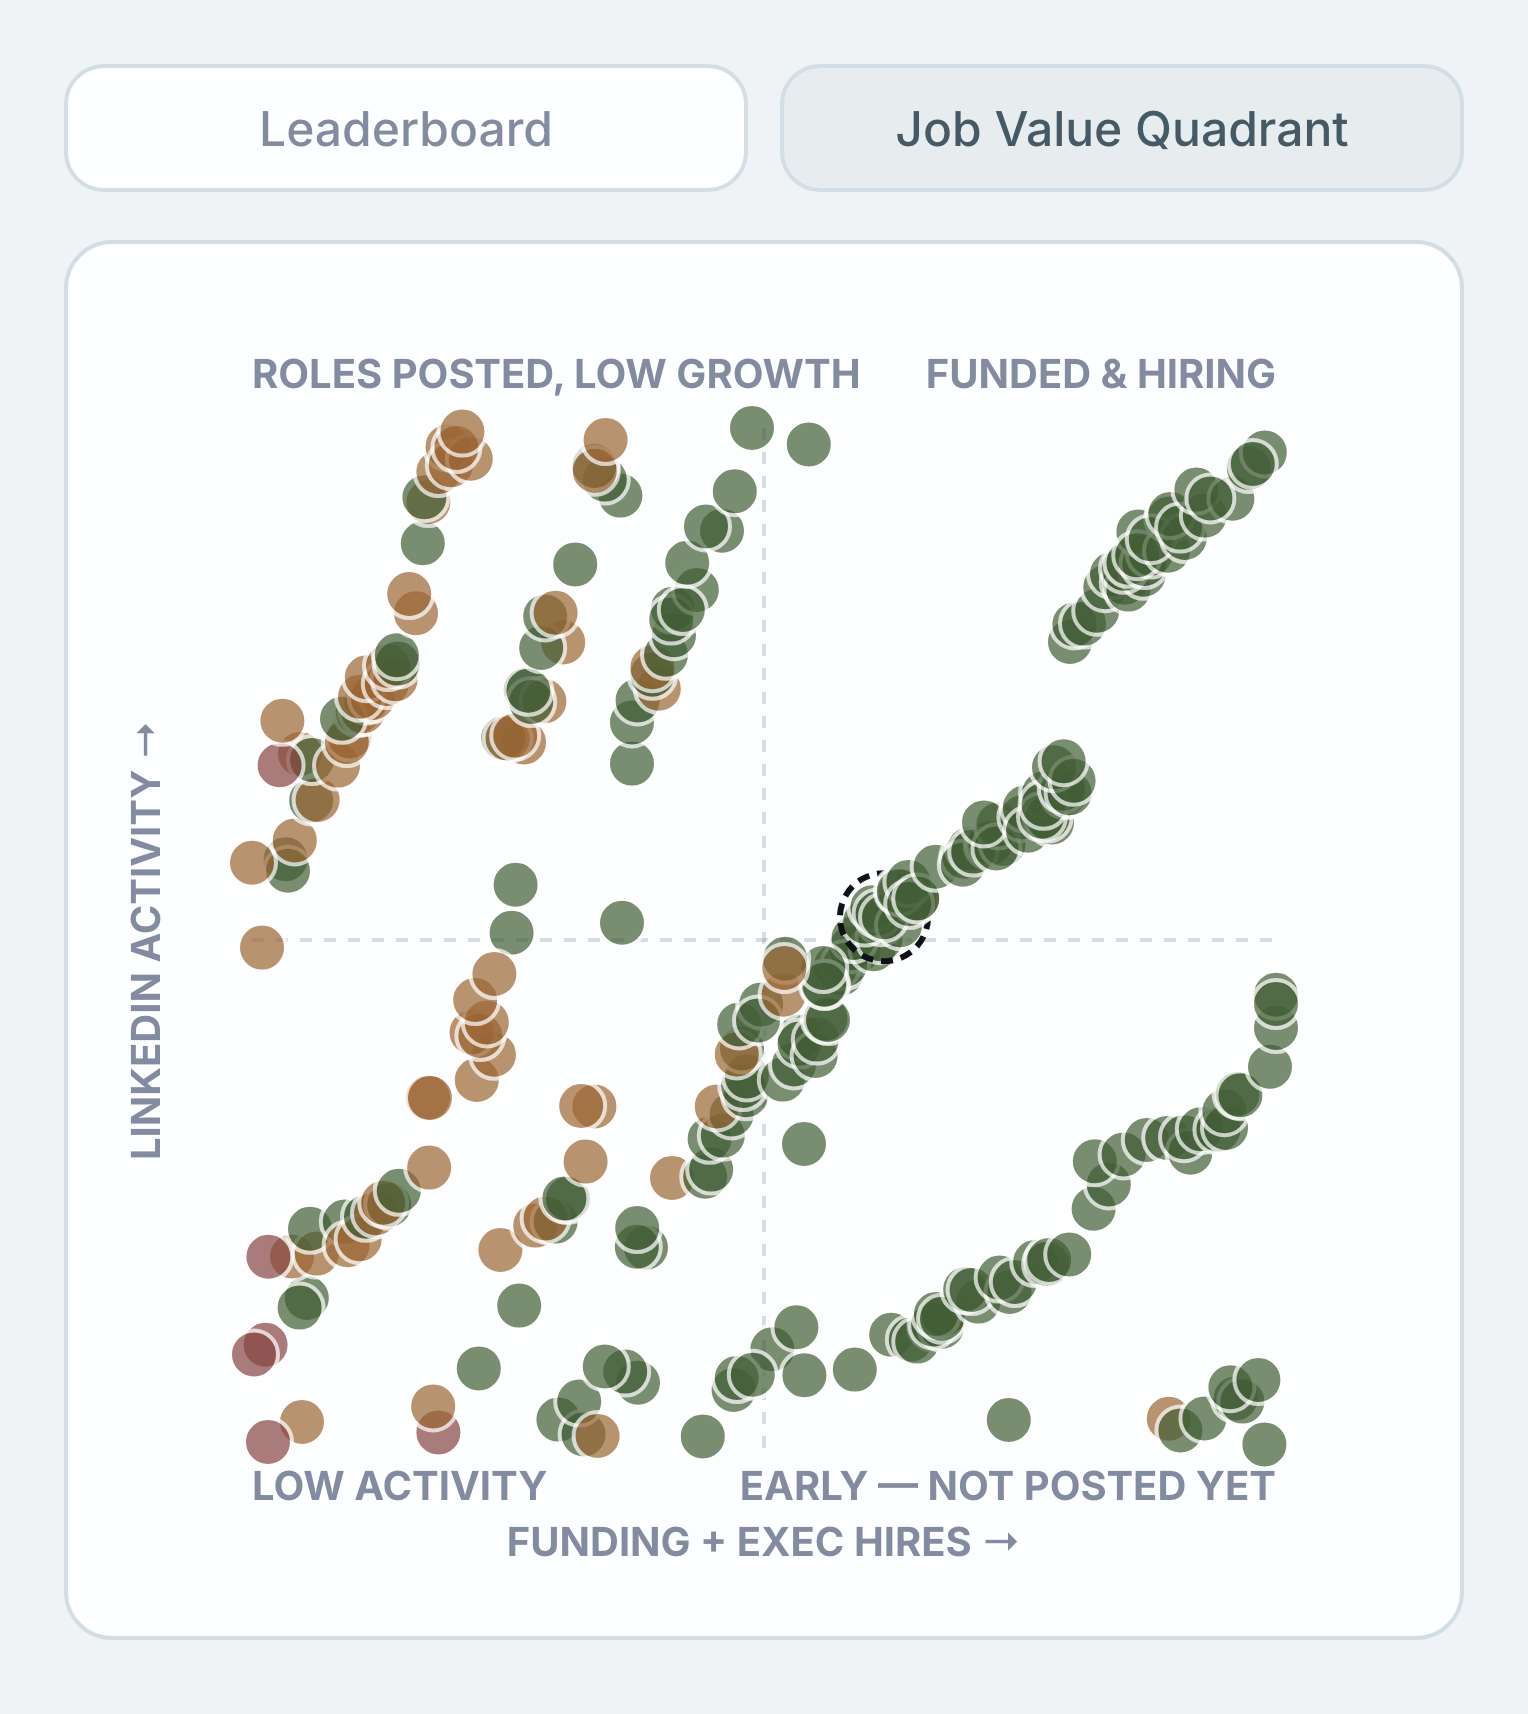 Leaderboard
Job Value Quadrant
ROLES POSTED, LOW GROWTH
FUNDED & HIRING
LINKEDIN ACTIVITY →
LOW ACTIVITY
EARLY — NOT POSTED YET
FUNDING + EXEC HIRES →